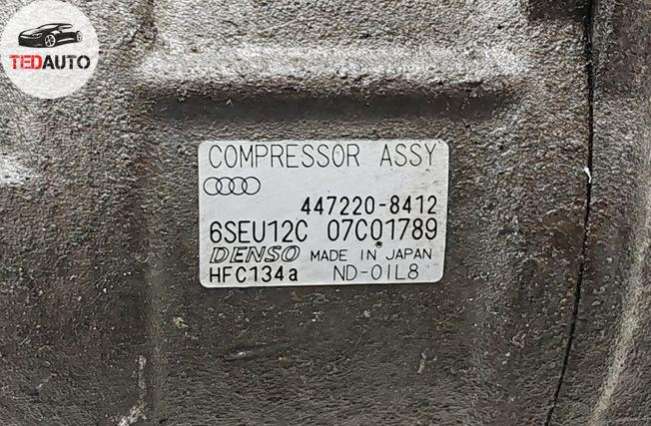 TEDAUTO
COMPRESSOR ASSY
447220-8412
6SEU12C 07C01789
DENSO MADE IN JAPAN
HFC134a ND-OIL8